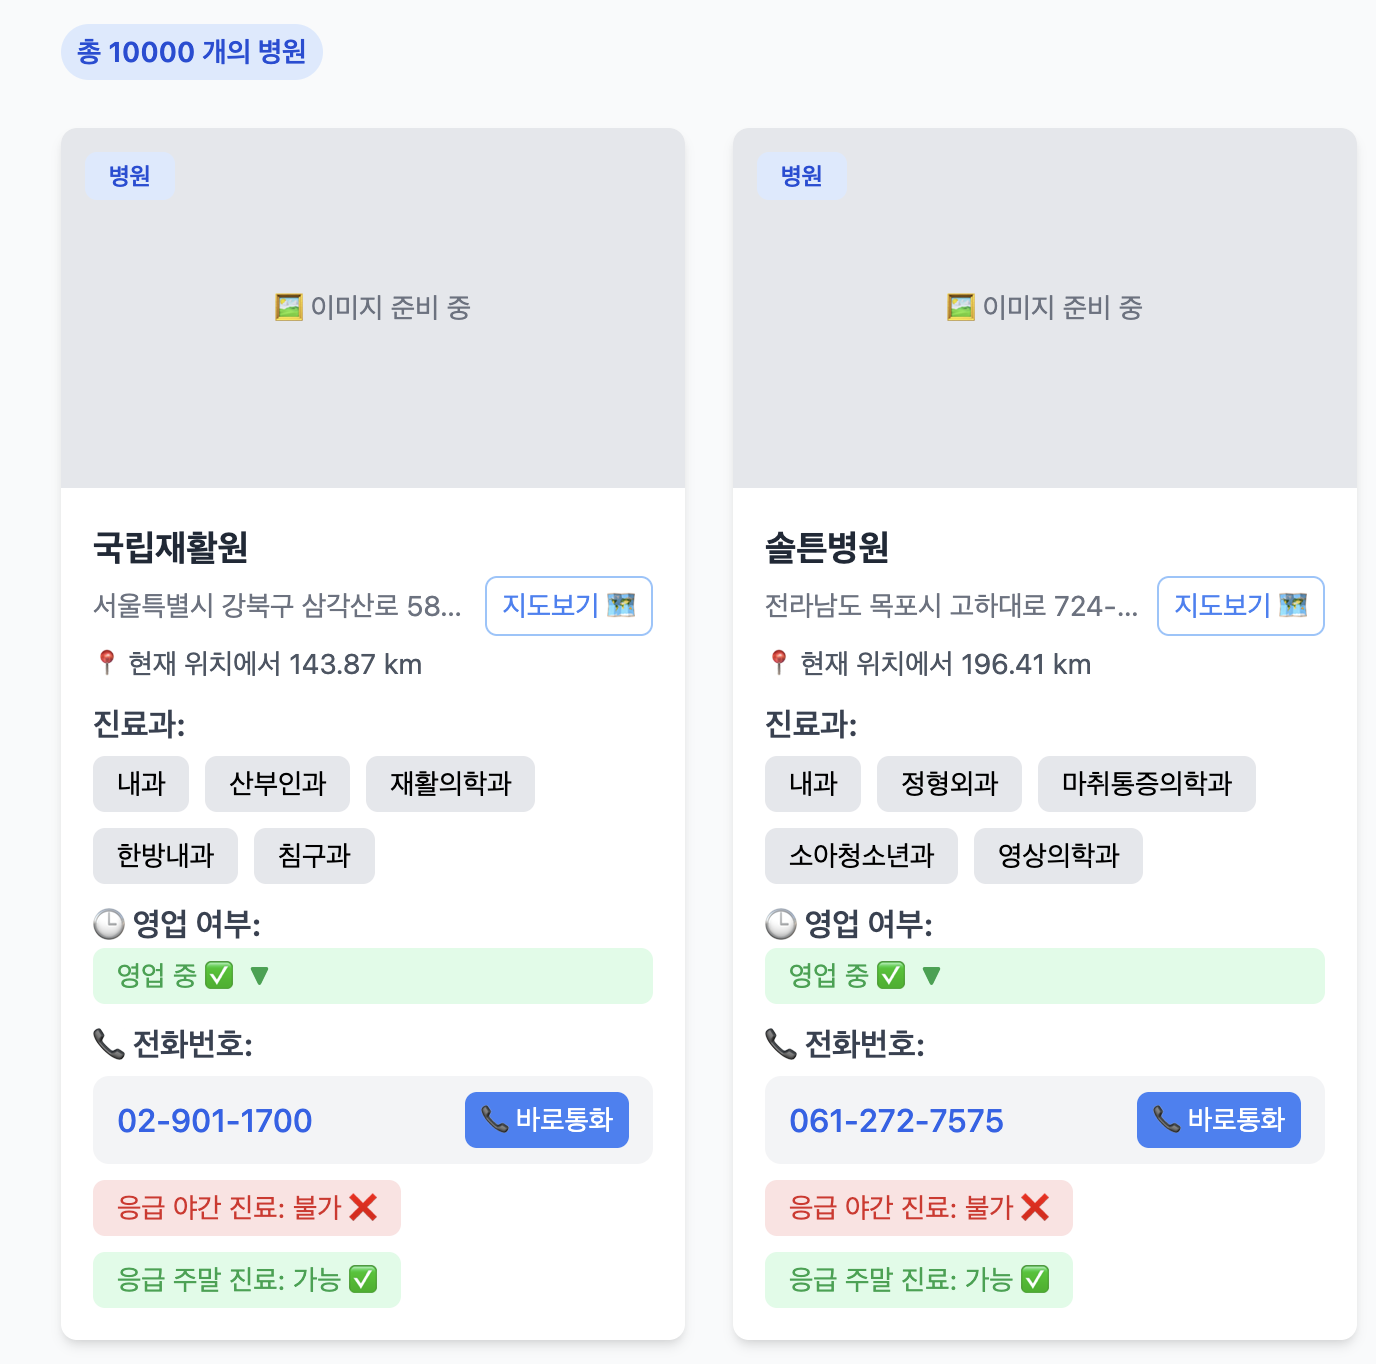 총 10000 개의 병원
병원
🖼️ 이미지 준비 중
국립재활원
서울특별시 강북구 삼각산로 58...
지도보기 🗺️
📍 현재 위치에서 143.87 km
진료과:
내과 산부인과 재활의학과
한방내과 침구과
🕒 영업 여부:
영업 중 ✅ ▼
📞 전화번호:
02-901-1700
📞 바로통화
응급 야간 진료: 불가 ❌
응급 주말 진료: 가능 ✅
병원
🖼️ 이미지 준비 중
솔튼병원
전라남도 목포시 고하대로 724-...
지도보기 🗺️
📍 현재 위치에서 196.41 km
진료과:
내과 정형외과 마취통증의학과
소아청소년과 영상의학과
🕒 영업 여부:
영업 중 ✅ ▼
📞 전화번호:
061-272-7575
📞 바로통화
응급 야간 진료: 불가 ❌
응급 주말 진료: 가능 ✅